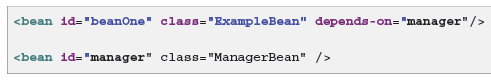 <bean id="beanOne" class="ExampleBean" depends-on="manager"/>
<bean id="manager" class="ManagerBean" />